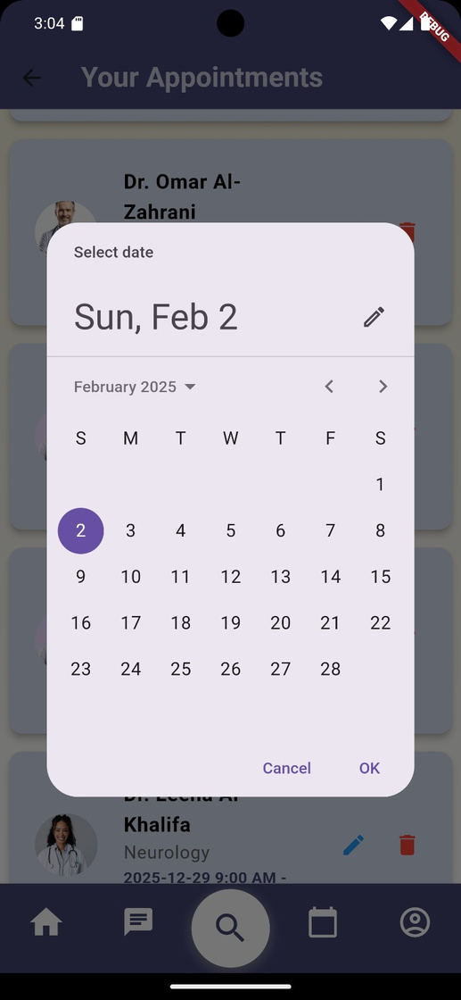 3:04
DEBUG
Your Appointments
Dr. Omar Al-
Zahrani
Select date
Sun, Feb 2
February 2025
S M T W T F S
1
2 3 4 5 6 7 8
9 10 11 12 13 14 15
16 17 18 19 20 21 22
23 24 25 26 27 28
Cancel OK
Dr. Leena Al-
Khalifa
Neurology
2025-12-29 9:00 AM -